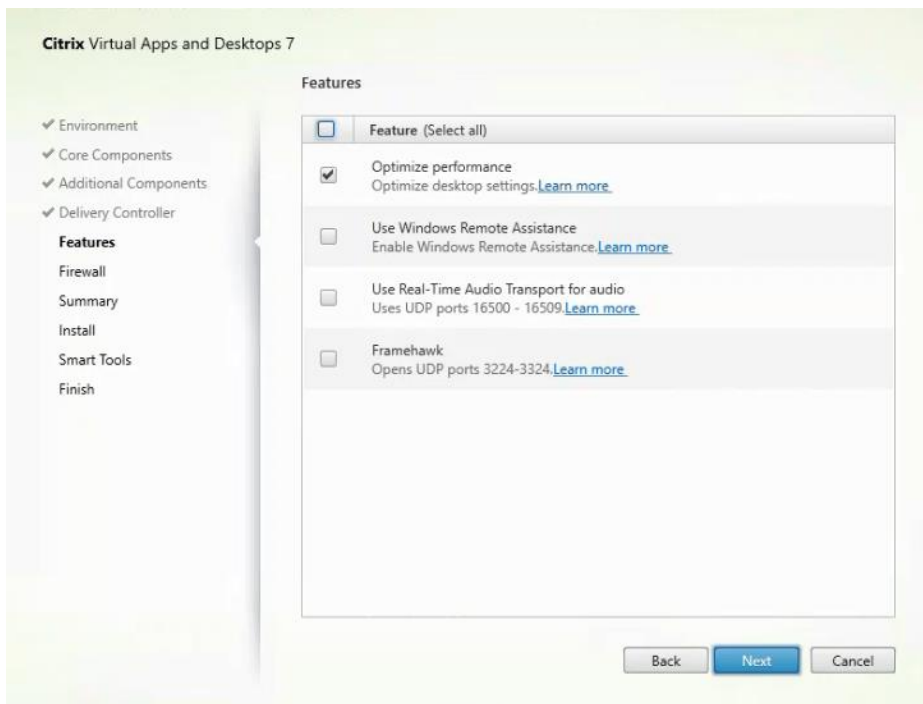 Citrix Virtual Apps and Desktops 7
Features
Environment
Core Components
Additional Components
Delivery Controller
Features
Firewall
Summary
Install
Smart Tools
Finish
Feature (Select all)
Optimize performance
Optimize desktop settings.Learn more
Use Windows Remote Assistance
Enable Windows Remote Assistance.Learn more
Use Real-Time Audio Transport for audio
Uses UDP ports 16500 - 16509.Learn more
Framehawk
Opens UDP ports 3224-3324.Learn more
Back Next Cancel